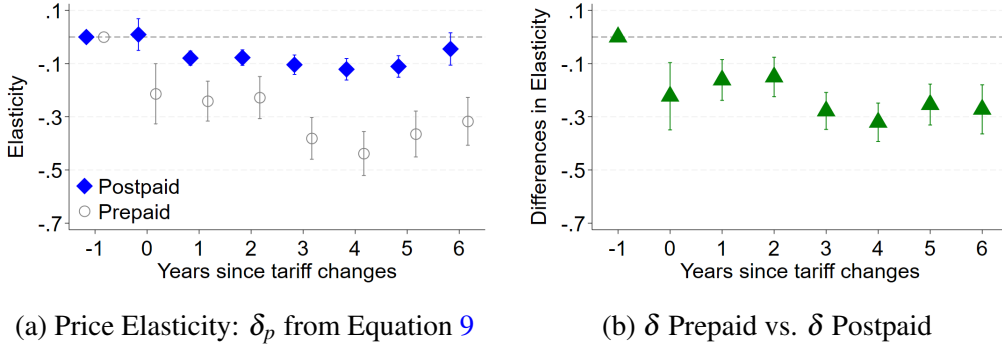 .1
-.1
-.3
-.5
-.7
Elasticity
Postpaid
Prepaid
-1 0 1 2 3 4 5 6
Years since tariff changes
(a) Price Elasticity: δp from Equation 9
.1
-.1
-.3
-.5
-.7
Differences in Elasticity
-1 0 1 2 3 4 5 6
Years since tariff changes
(b) δ Prepaid vs. δ Postpaid